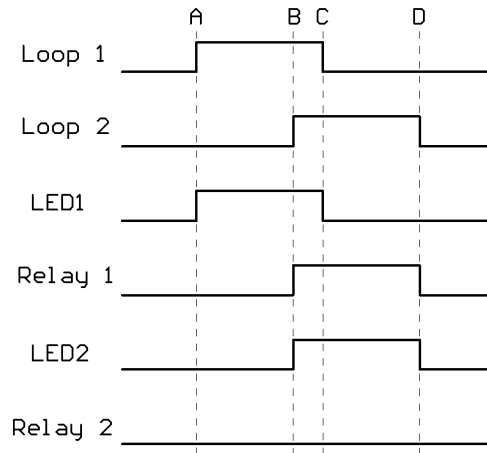 A B C D
Loop 1
Loop 2
LED1
Relay 1
LED2
Relay 2